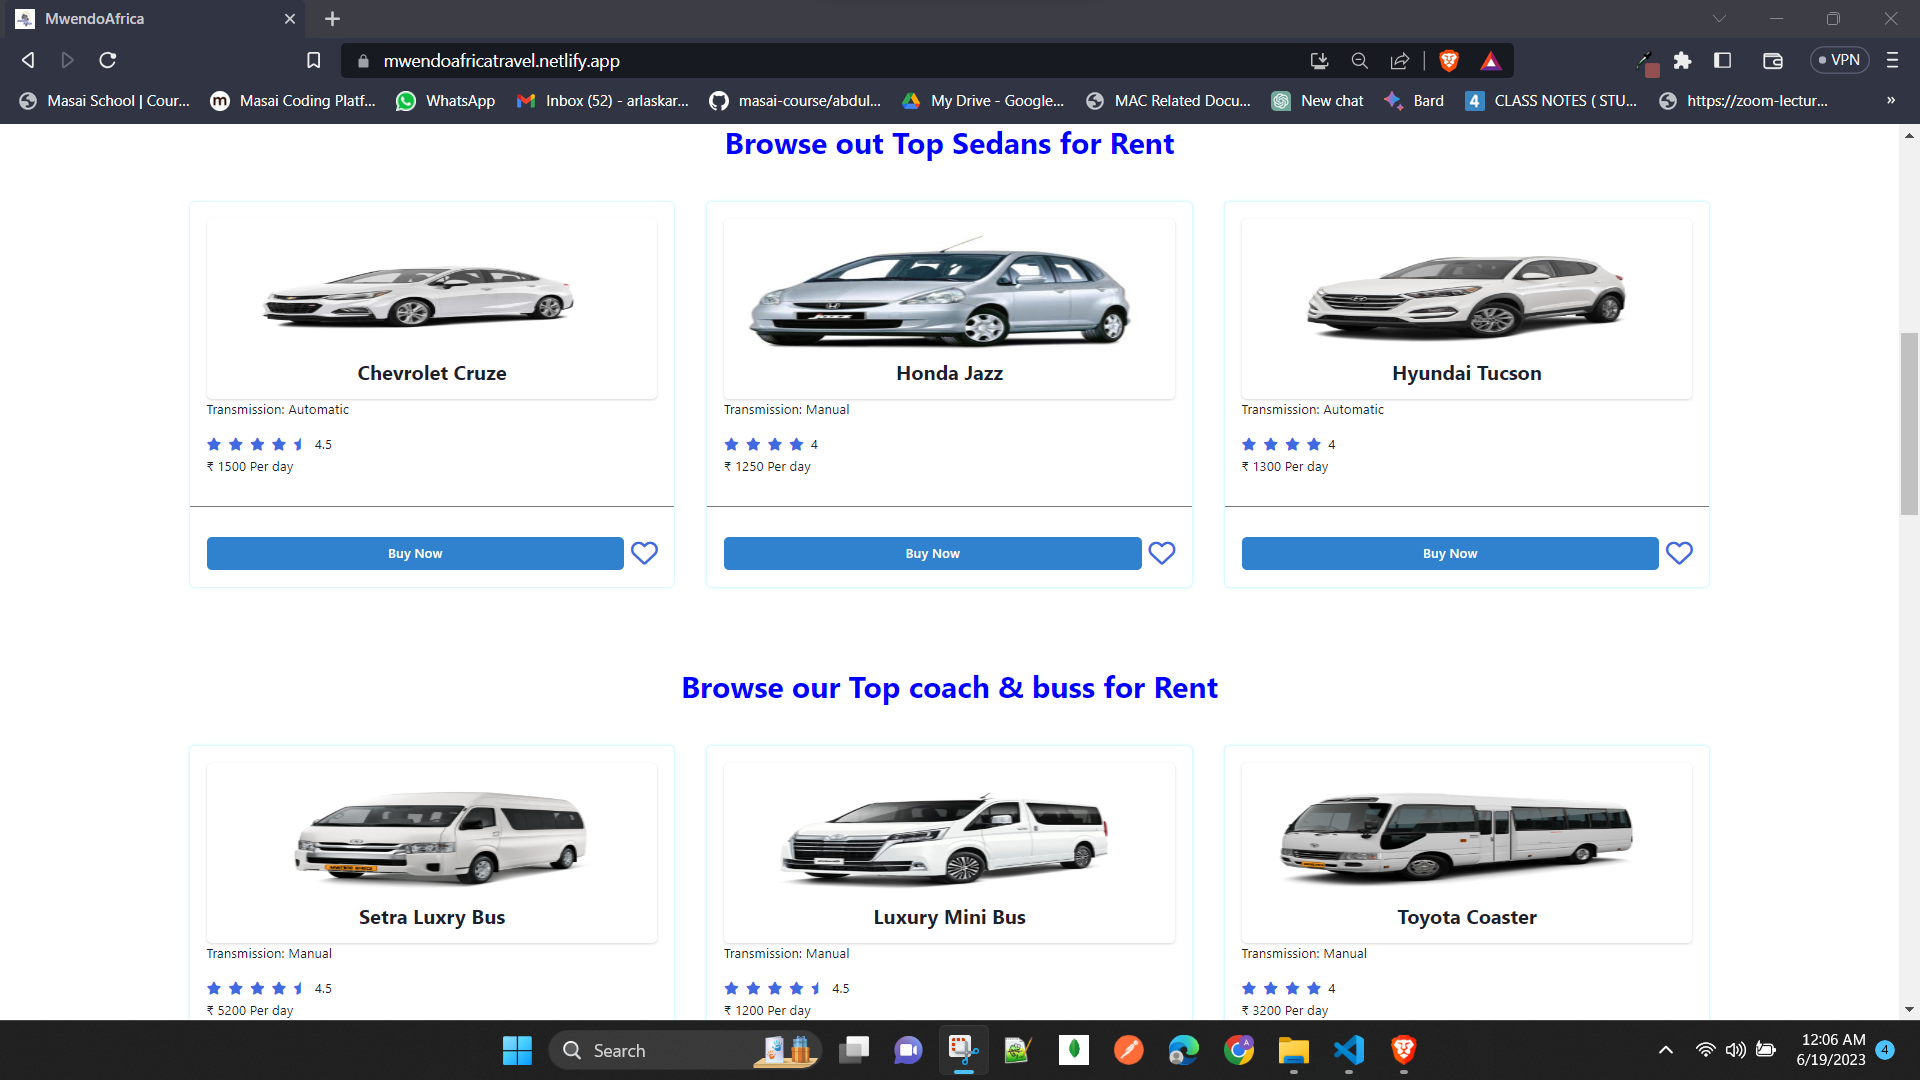 MwendoAfrica
mwendoafricatravel.netlify.app
VPN
Masai School | Cour...
Masai Coding Platf...
WhatsApp
Inbox (52) - arlaskar...
masai-course/abdul...
My Drive - Google...
MAC Related Docu...
New chat
Bard
4
CLASS NOTES ( STU...
https://zoom-lectur...
»
Browse out Top Sedans for Rent
Chevrolet Cruze
Transmission: Automatic
4.5
₹ 1500 Per day
Buy Now
Jazz
Honda Jazz
Transmission: Manual
4
₹ 1250 Per day
Buy Now
Hyundai Tucson
Transmission: Automatic
4
₹ 1300 Per day
Buy Now
Browse our Top coach & buss for Rent
Setra Luxry Bus
Transmission: Manual
4.5
₹ 5200 Per day
Luxury Mini Bus
Transmission: Manual
4.5
₹ 1200 Per day
Toyota Coaster
Transmission: Manual
4
₹ 3200 Per day
Search
12:06 AM
6/19/2023
4